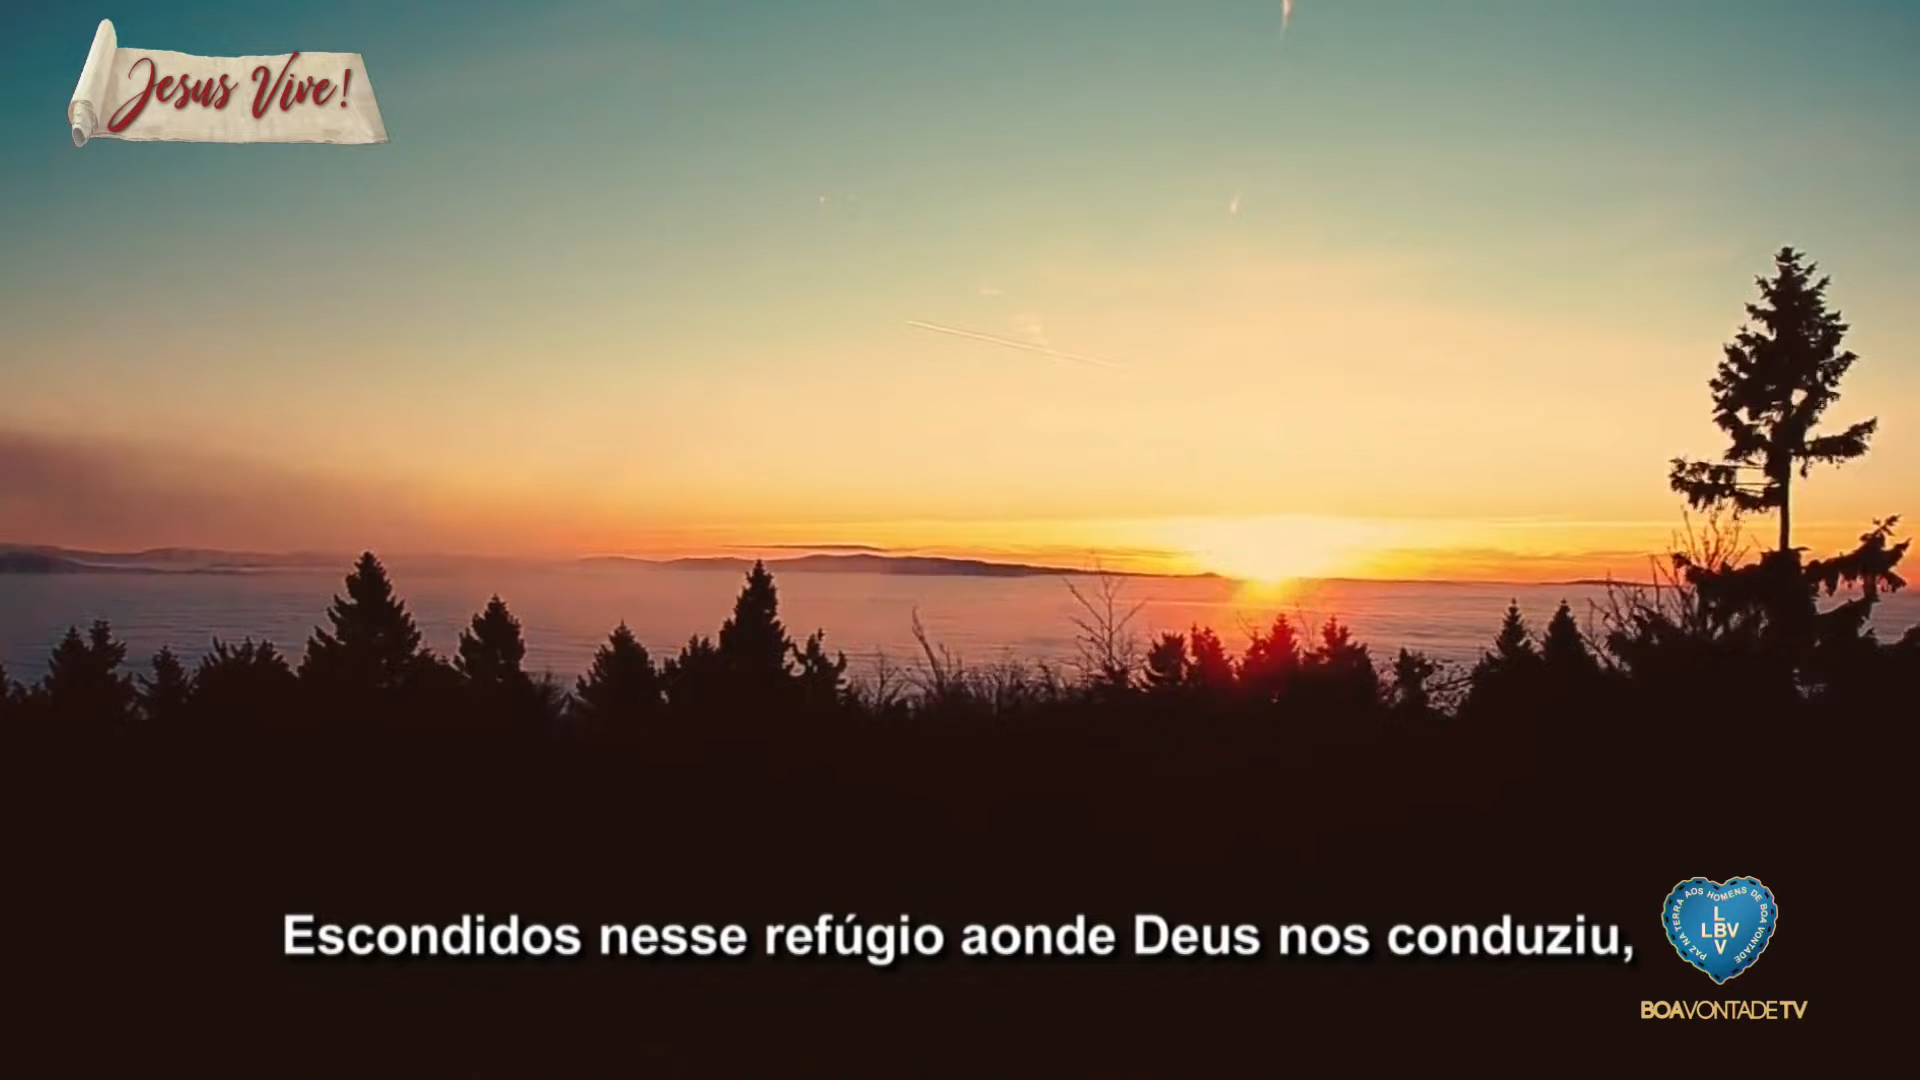 Jesus Vive!
Escondidos nesse refúgio aonde Deus nos conduziu,
PAZ NA TERRA AOS HOMENS DE BOA VONTADE
L
LBV
V
BOAVONTADETV